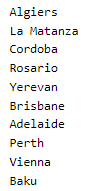 Algiers
La Matanza
Cordoba
Rosario
Yerevan
Brisbane
Adelaide
Perth
Vienna
Baku